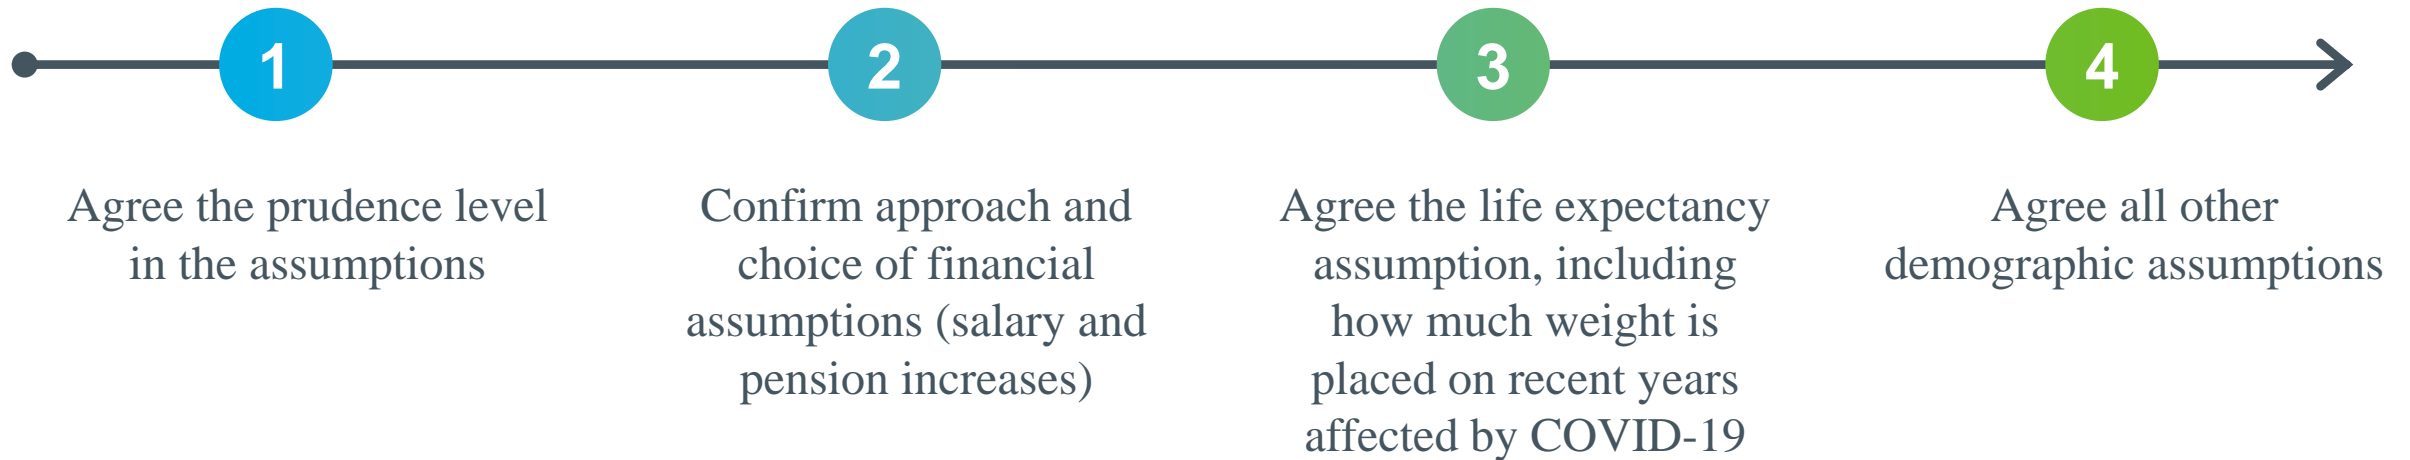 1
2
3
4
Agree the prudence level
in the assumptions
Confirm approach and
choice of financial
assumptions (salary and
pension increases)
Agree the life expectancy
assumption, including
how much weight is
placed on recent years
affected by COVID-19
Agree all other
demographic assumptions